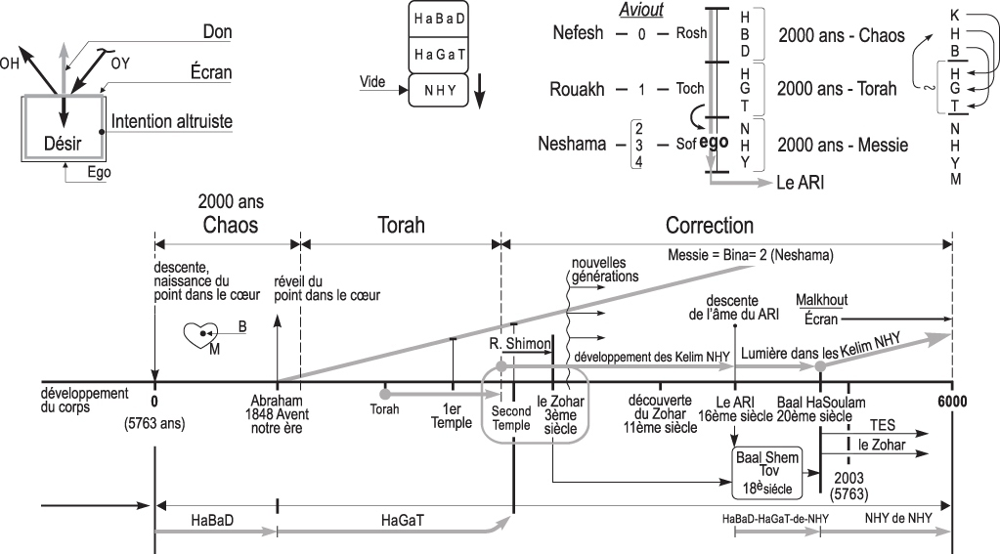 Don
OH
OY
Écran
Intention altruiste
Désir
Ego
HaBaD
HaGaT
Vide
NHY
Aviout
Nefesh – 0 – Rosh
H
B
D
2000 ans - Chaos
Rouakh – 1 – Toch
H
G
T
2000 ans - Torah
Neshama
2
3
4
– Sof
ego
N
H
Y
2000 ans - Messie
Le ARI
K
H
B
H
G
T
~
N
H
Y
M
2000 ans
Chaos
Torah
Correction
Messie = Bina= 2 (Neshama)
descente,
naissance du
point dans le cœur
réveil du
point dans le cœur
nouvelles
générations
descente
de l'âme du ARI
Malkhout
Écran
B
M
R. Shimon
développement des Kelim NHY
Lumière dans les Kelim NHY
développement
du corps
0
(5763 ans)
Abraham
1848 Avent
notre ère
Torah
1er
Temple
Second
Temple
le Zohar
3ème
siècle
découverte
du Zohar
11ème siècle
Le ARI
16ème siècle
Baal HaSoulam
20ème siècle
6000
TES
le Zohar
Baal Shem
Tov
18è siécle
2003
(5763)
HaBaD
HaGaT
HaBaD-HaGaT-de-NHY
NHY de NHY